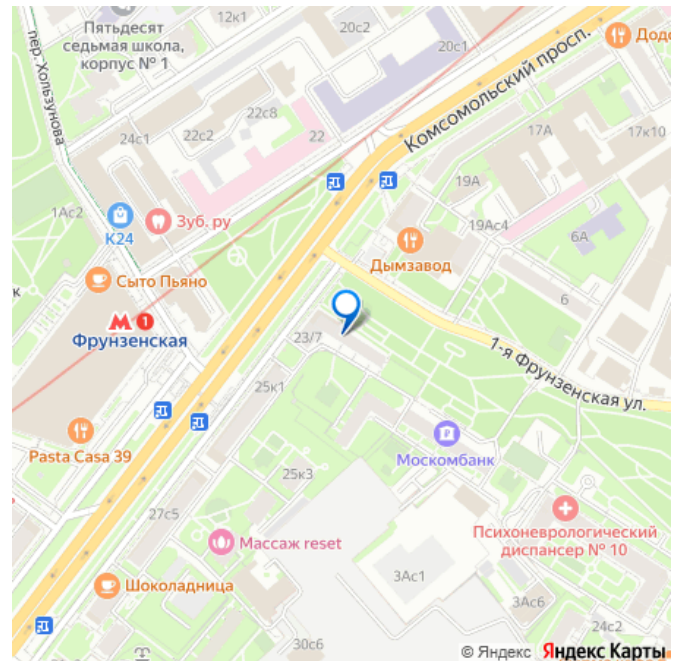 12к1
20с2
Пятьдесят
седьмая школа,
корпус № 1
20с1
Додо
Комсомольский просп.
пер. Хользунова
22с8
24с1
22с2
22
17А
17к10
19А
1Ас2
К24
Зуб. ру
19Ас4
6А
Дымзавод
Сыто Пьяно
к
6
М 1
Фрунзенская
23/7
1-я Фрунзенская ул.
25к1
Pasta Casa 39
Москомбанк
25к3
27с5
Массаж reset
Психоневрологический
диспансер № 10
Шоколадница
3Ас1
3Ас6
24с2
30с6
© Яндекс Яндекс Карты